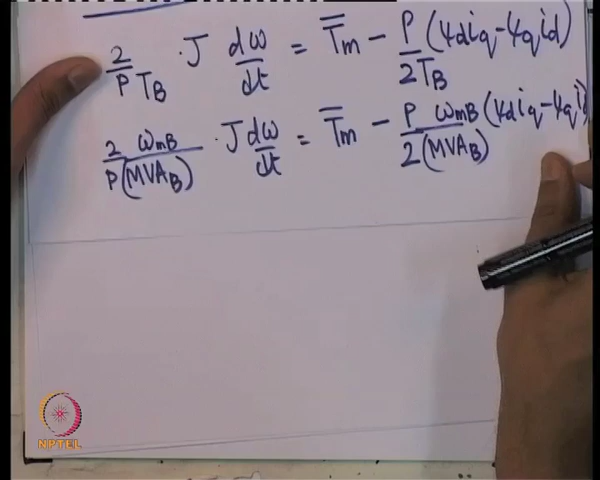 2/(P T_B) · J dω/dt = T̿m − P/(2T_B) (ψd iq − ψq id)
2 ωmB/(P(MVA_B)) · J dω/dt = T̿m − P ωmB/(2(MVA_B)) (ψd iq − ψq i
NPTEL